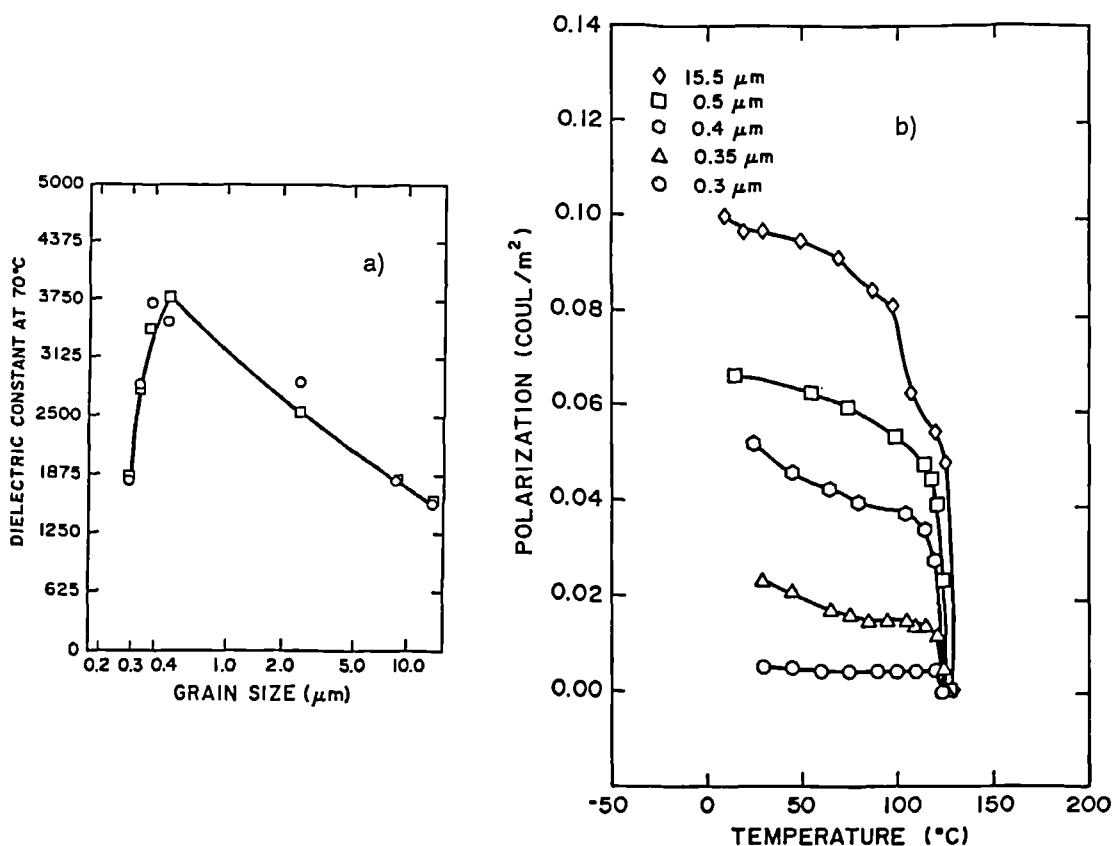 5000
4375
3750
3125
2500
1875
1250
625
0
DIELECTRIC CONSTANT AT 70°C
a)
0.2 0.3 0.4 1.0 2.0 5.0 10.0
GRAIN SIZE (μm)
0.14
0.12
0.10
0.08
0.06
0.04
0.02
0.00
POLARIZATION (COUL/m²)
15.5 μm
0.5 μm
0.4 μm
0.35 μm
0.3 μm
b)
-50 0 50 100 150 200
TEMPERATURE (°C)